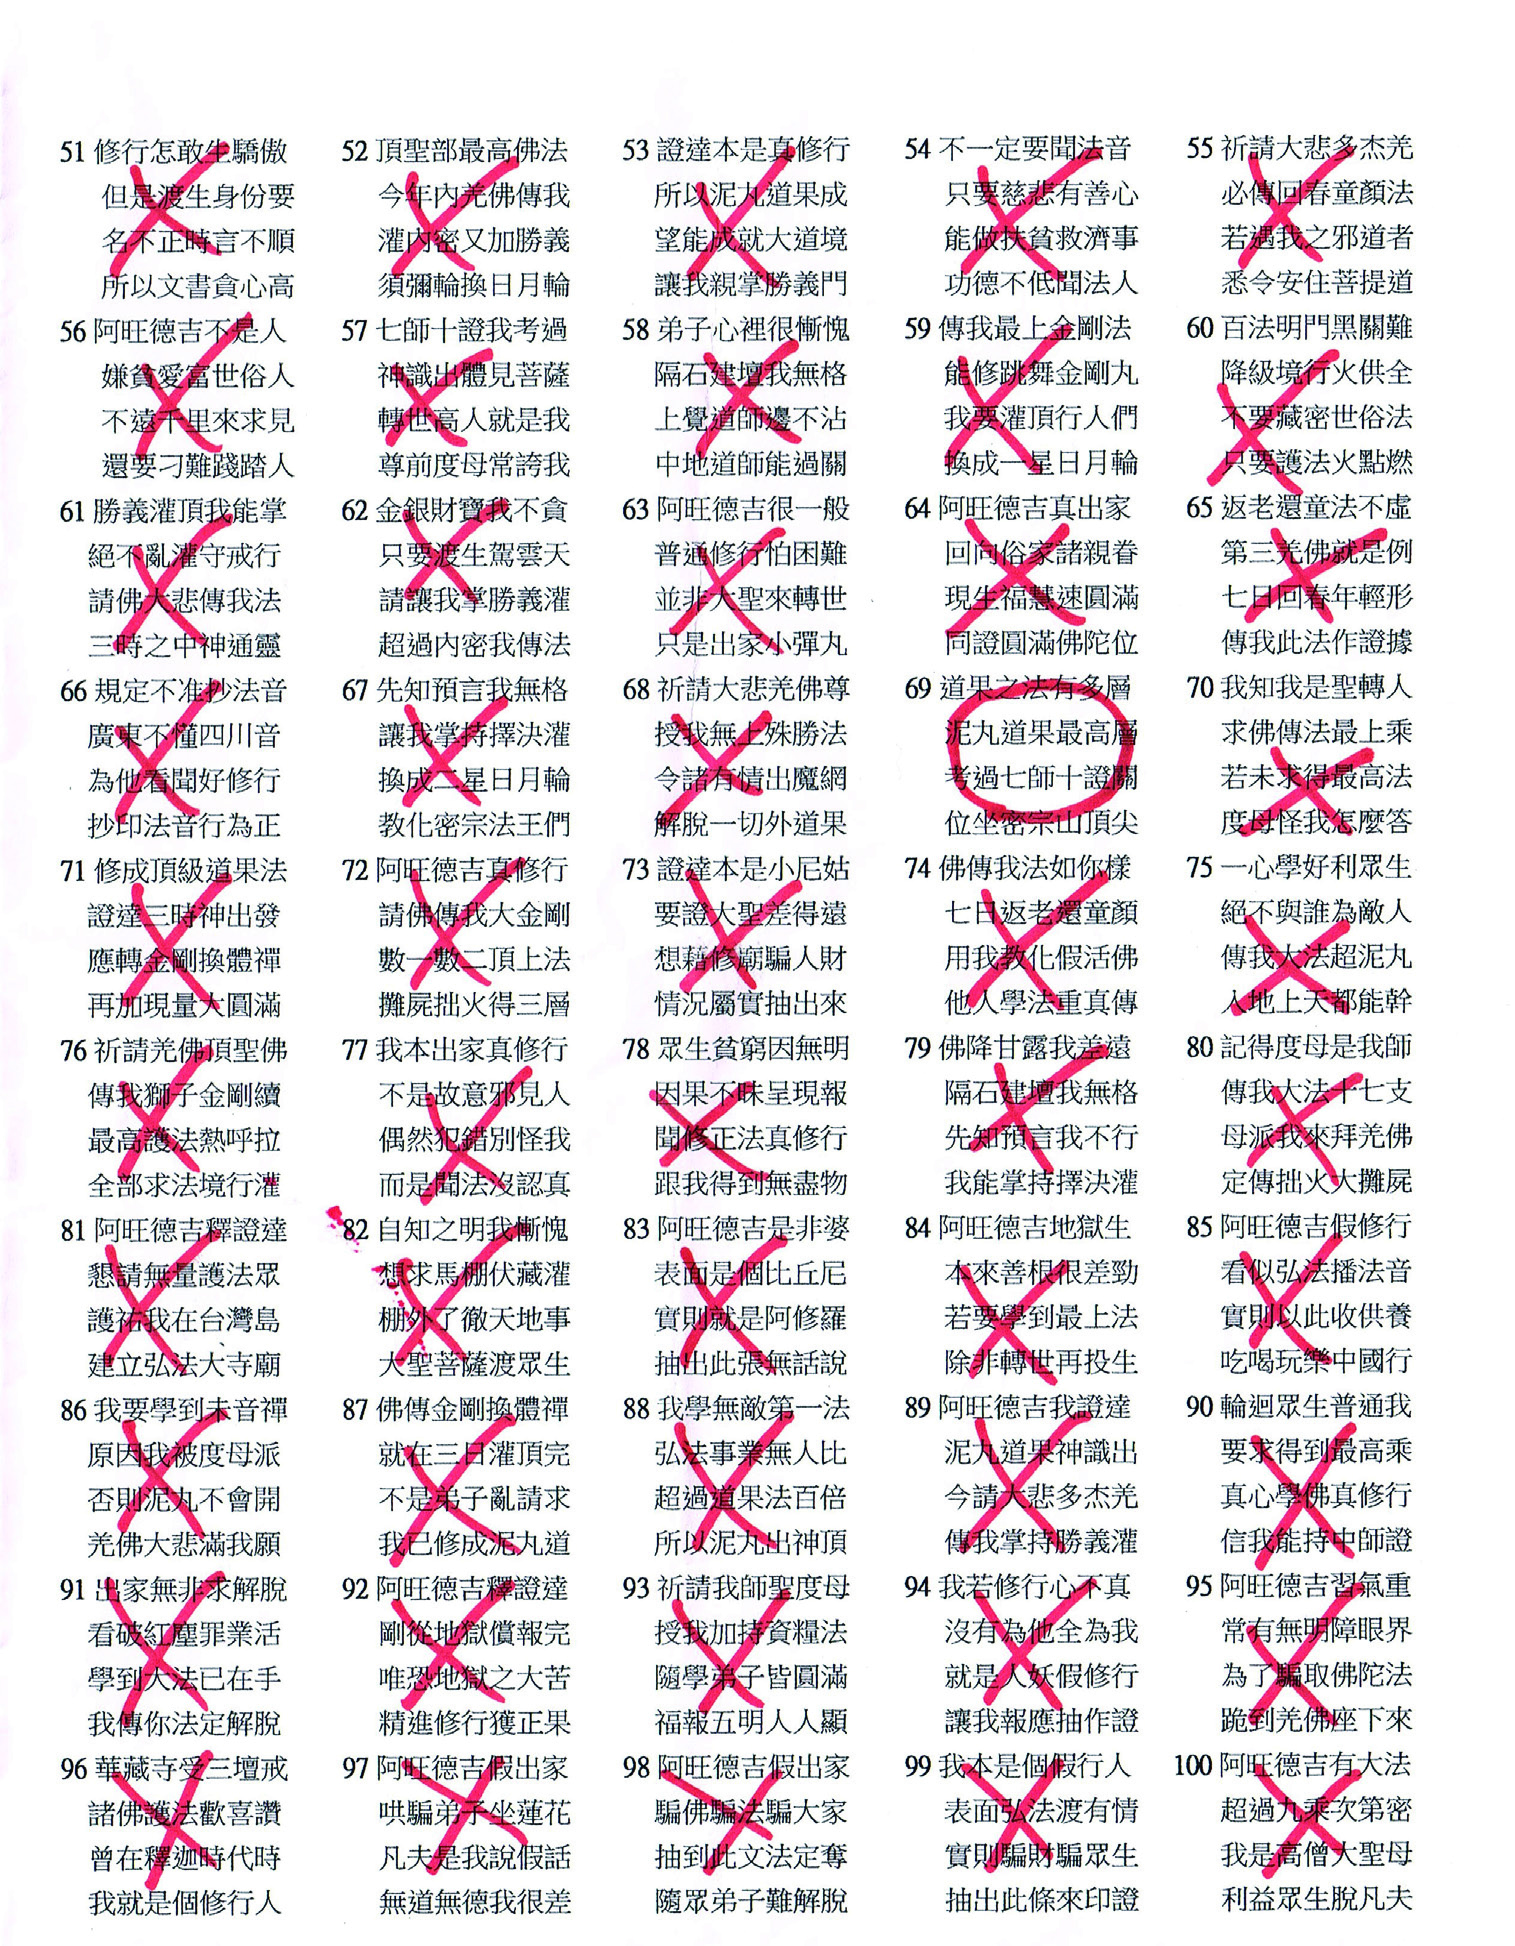 51 修行怎敢生驕傲
但是渡生身份要
名不正時言不順
所以文書貪心高
52 頂聖部最高佛法
今年內羌佛傳我
灌內密又加勝義
須彌輪換日月輪
53 證達本是真修行
所以泥丸道果成
望能成就大道境
讓我親掌勝義門
54 不一定要聞法音
只要慈悲有善心
能做扶貧救濟事
功德不低聞法人
55 祈請大悲多杰羌
必傳回春童顏法
若遇我之邪道者
悉令安住菩提道
56 阿旺德吉不是人
嫌貧愛富世俗人
不遠千里來求見
還要刁難踐踏人
57 七師十證我考過
神識出體見菩薩
轉世高人就是我
尊前度母常誇我
58 弟子心裡很慚愧
隔石建壇我無格
上覺道師邊不沾
中地道師能過關
59 傳我最上金剛法
能修跳舞金剛丸
我要灌頂行人們
換成一星日月輪
60 百法明門黑關難
降級境行火供全
不要藏密世俗法
只要護法火點燃
61 勝義灌頂我能掌
絕不亂灌守戒行
請佛大悲傳我法
三時之中神通靈
62 金銀財寶我不貪
只要渡生駕雲天
請讓我掌勝義灌
超過內密我傳法
63 阿旺德吉很一般
普通修行怕困難
並非大聖來轉世
只是出家小彈丸
64 阿旺德吉真出家
回向俗家諸親眷
現生福慧速圓滿
同證圓滿佛陀位
65 返老還童法不虛
第三羌佛就是例
七日回春年輕形
傳我此法作證據
66 規定不准抄法音
廣東不懂四川音
為他看聞好修行
抄印法音行為正
67 先知預言我無格
讓我掌持擇決灌
換成二星日月輪
教化密宗法王們
68 祈請大悲羌佛尊
授我無上殊勝法
令諸有情出魔網
解脫一切外道果
69 道果之法有多層
泥丸道果最高層
考過七師十證關
位坐密宗山頂尖
70 我知我是聖轉人
求佛傳法最上乘
若未求得最高法
度母怪我怎麼答
71 修成頂級道果法
證達三時神出發
應轉金剛換體禪
再加現量大圓滿
72 阿旺德吉真修行
請佛傳我大金剛
數一數二頂上法
攤屍拙火得三層
73 證達本是小尼姑
要證大聖差得遠
想藉修廟騙人財
情況屬實抽出來
74 佛傳我法如你樣
七日返老還童顏
用我教化假活佛
他人學法重真傳
75 一心學好利眾生
絕不與誰為敵人
傳我大法超泥丸
人地上天都能幹
76 祈請羌佛頂聖佛
傳我獅子金剛續
最高護法熱呼拉
全部求法境行灌
77 我本出家真修行
不是故意邪見人
偶然犯錯別怪我
而是聞法沒認真
78 眾生貧窮因無明
因果不昧呈現報
聞修正法真修行
跟我得到無盡物
79 佛降甘露我差遠
隔石建壇我無格
先知預言我不行
我能掌持擇決灌
80 記得度母是我師
傳我大法十七支
母派我來拜羌佛
定傳拙火大攤屍
81 阿旺德吉釋證達
懇請無量護法眾
護祐我在台灣島
建立弘法大寺廟
82 自知之明我慚愧
想求馬棚伏藏灌
棚外了徹天地事
大聖菩薩渡眾生
83 阿旺德吉是非婆
表面是個比丘尼
實則就是阿修羅
抽出此張無話說
84 阿旺德吉地獄生
本來善根很差勁
若要學到最上法
除非轉世再投生
85 阿旺德吉假修行
看似弘法播法音
實則以此收供養
吃喝玩樂中國行
86 我要學到未音禪
原因我被度母派
否則泥丸不會開
羌佛大悲滿我願
87 佛傳金剛換體禪
就在三日灌頂完
不是弟子亂請求
我已修成泥丸道
88 我學無敵第一法
弘法事業無人比
超過道果法百倍
所以泥丸出神頂
89 阿旺德吉我證達
泥丸道果神識出
今請大悲多杰羌
傳我掌持勝義灌
90 輪迴眾生普通我
要求得到最高乘
真心學佛真修行
信我能持中師證
91 出家無非求解脫
看破紅塵罪業活
學到大法已在手
我傳你法定解脫
92 阿旺德吉釋證達
剛從地獄償報完
唯恐地獄之大苦
精進修行獲正果
93 祈請我師聖度母
授我加持資糧法
隨學弟子皆圓滿
福報五明人人顯
94 我若修行心不真
沒有為他全為我
就是人妖假修行
讓我報應抽作證
95 阿旺德吉習氣重
常有無明障眼界
為了騙取佛陀法
跪到羌佛座下來
96 華藏寺受三壇戒
諸佛護法歡喜讚
曾在釋迦時代時
我就是個修行人
97 阿旺德吉假出家
哄騙弟子坐蓮花
凡夫是我說假話
無道無德我很差
98 阿旺德吉假出家
騙佛騙法騙大家
抽到此文法定奪
隨眾弟子難解脫
99 我本是個假行人
表面弘法渡有情
實則騙財騙眾生
抽出此條來印證
100 阿旺德吉有大法
超過九乘次第密
我是高僧大聖母
利益眾生脫凡夫